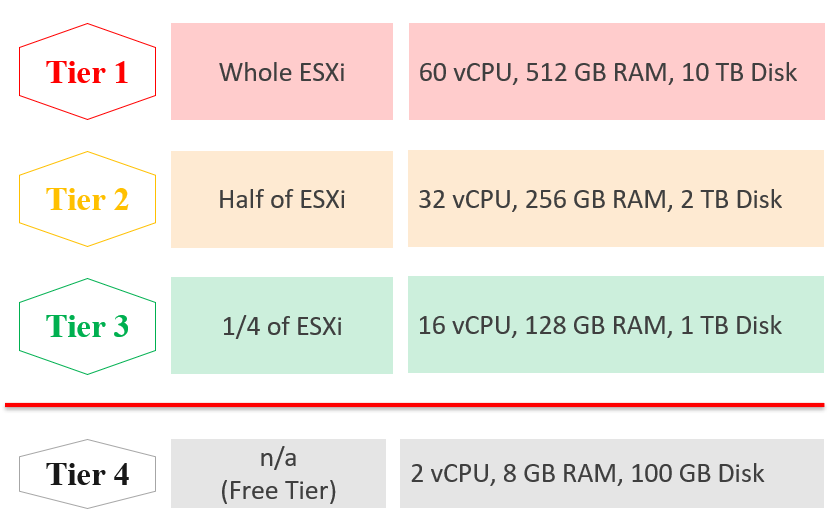 Tier 1
Whole ESXi
60 vCPU, 512 GB RAM, 10 TB Disk
Tier 2
Half of ESXi
32 vCPU, 256 GB RAM, 2 TB Disk
Tier 3
1/4 of ESXi
16 vCPU, 128 GB RAM, 1 TB Disk
Tier 4
n/a
(Free Tier)
2 vCPU, 8 GB RAM, 100 GB Disk